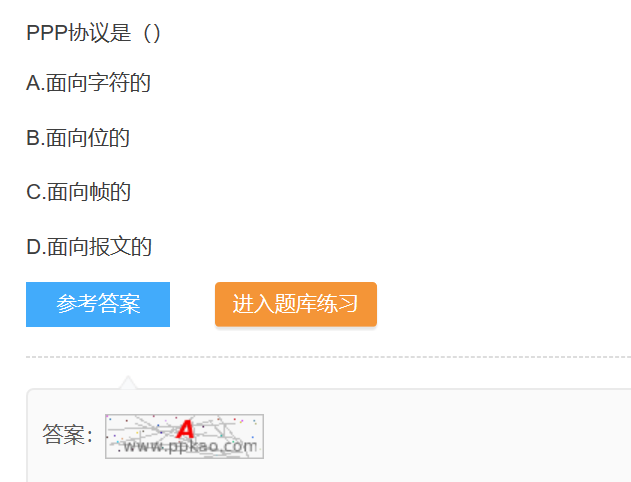 PPP协议是（）
A.面向字符的
B.面向位的
C.面向帧的
D.面向报文的
参考答案
进入题库练习
答案：
A
www.ppkao.com